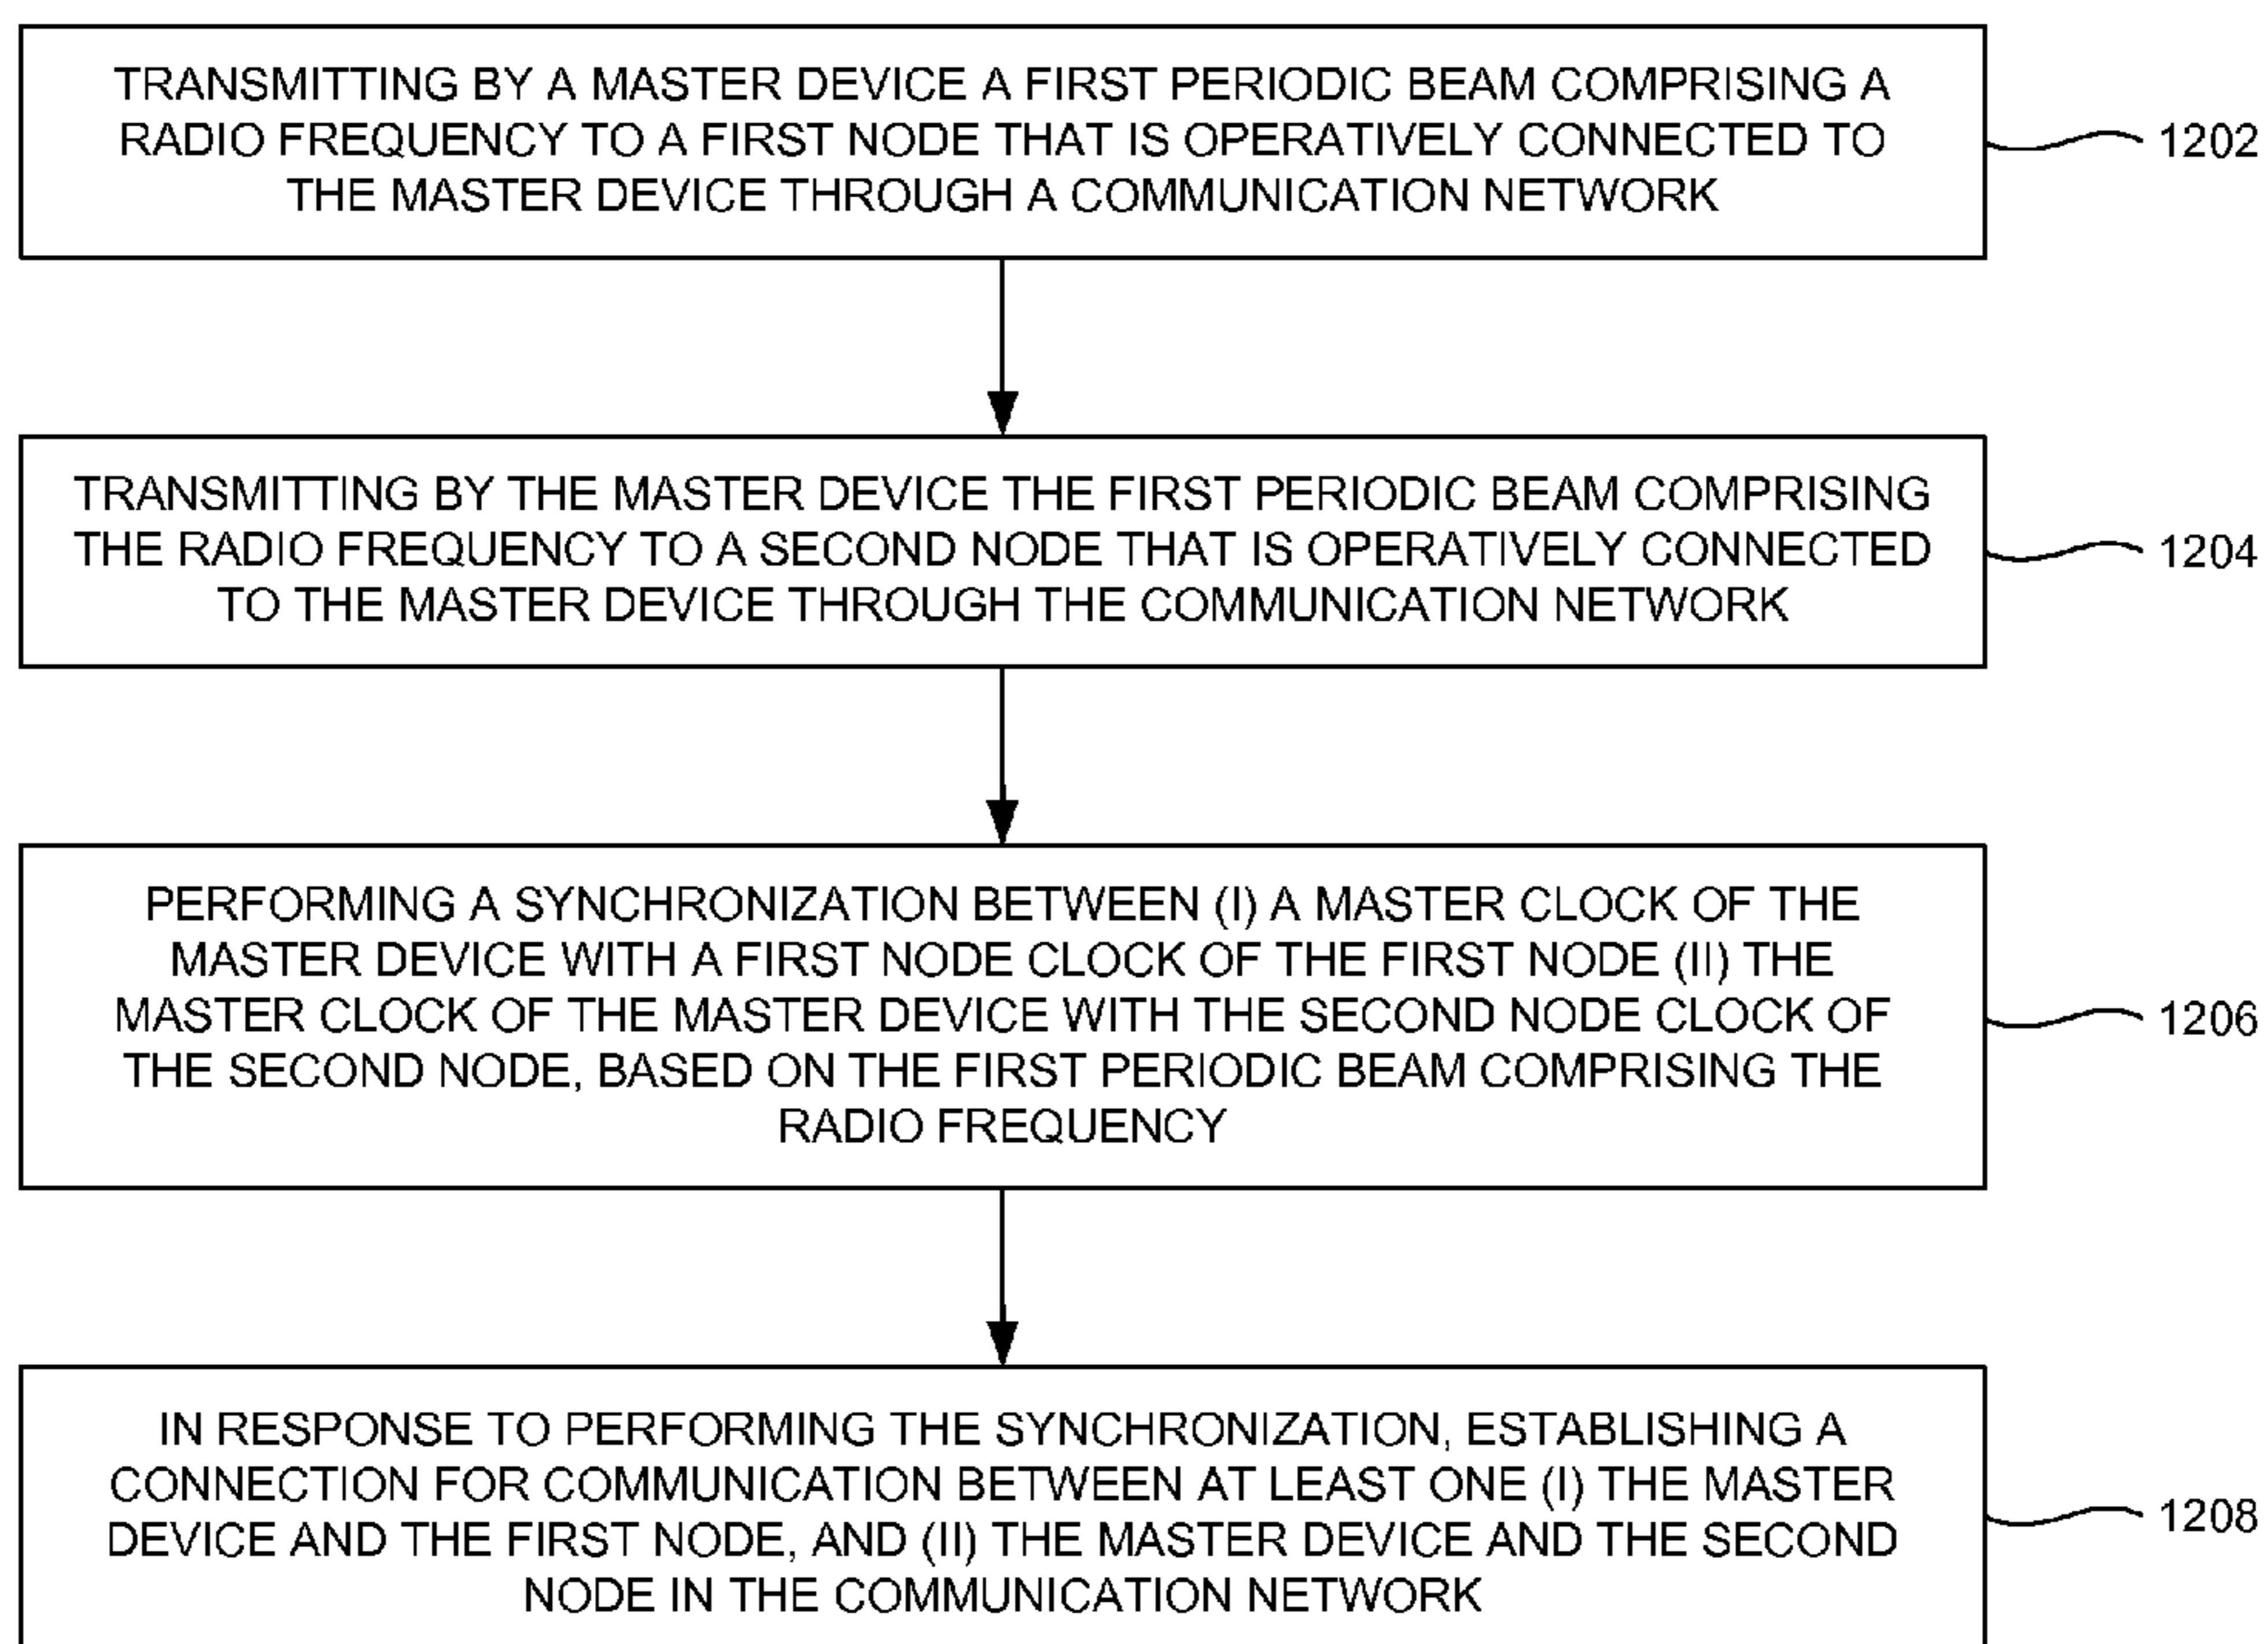 TRANSMITTING BY A MASTER DEVICE A FIRST PERIODIC BEAM COMPRISING A
RADIO FREQUENCY TO A FIRST NODE THAT IS OPERATIVELY CONNECTED TO
THE MASTER DEVICE THROUGH A COMMUNICATION NETWORK
1202
TRANSMITTING BY THE MASTER DEVICE THE FIRST PERIODIC BEAM COMPRISING
THE RADIO FREQUENCY TO A SECOND NODE THAT IS OPERATIVELY CONNECTED
TO THE MASTER DEVICE THROUGH THE COMMUNICATION NETWORK
1204
PERFORMING A SYNCHRONIZATION BETWEEN (I) A MASTER CLOCK OF THE
MASTER DEVICE WITH A FIRST NODE CLOCK OF THE FIRST NODE (II) THE
MASTER CLOCK OF THE MASTER DEVICE WITH THE SECOND NODE CLOCK OF
THE SECOND NODE, BASED ON THE FIRST PERIODIC BEAM COMPRISING THE
RADIO FREQUENCY
1206
IN RESPONSE TO PERFORMING THE SYNCHRONIZATION, ESTABLISHING A
CONNECTION FOR COMMUNICATION BETWEEN AT LEAST ONE (I) THE MASTER
DEVICE AND THE FIRST NODE, AND (II) THE MASTER DEVICE AND THE SECOND
NODE IN THE COMMUNICATION NETWORK
1208